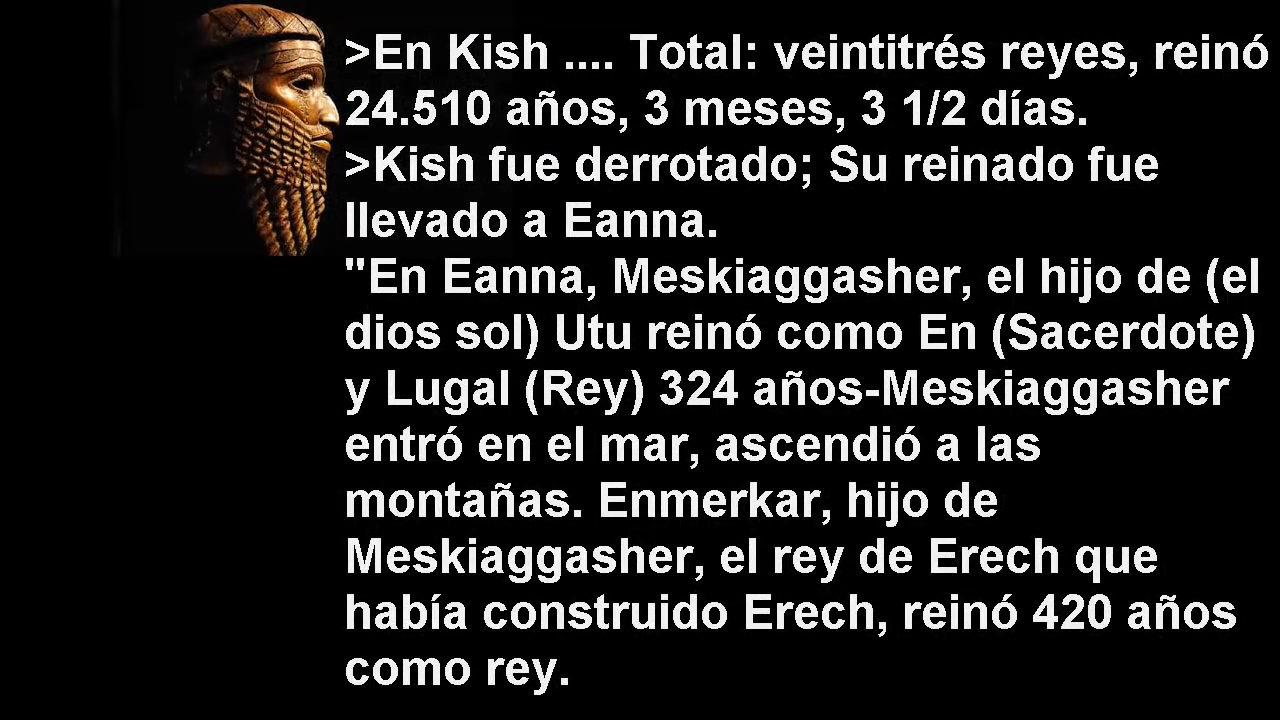 >En Kish .... Total: veintitrés reyes, reinó
24.510 años, 3 meses, 3 1/2 días.
>Kish fue derrotado; Su reinado fue
llevado a Eanna.
"En Eanna, Meskiaggasher, el hijo de (el
dios sol) Utu reinó como En (Sacerdote)
y Lugal (Rey) 324 años-Meskiaggasher
entró en el mar, ascendió a las
montañas. Enmerkar, hijo de
Meskiaggasher, el rey de Erech que
había construido Erech, reinó 420 años
como rey.